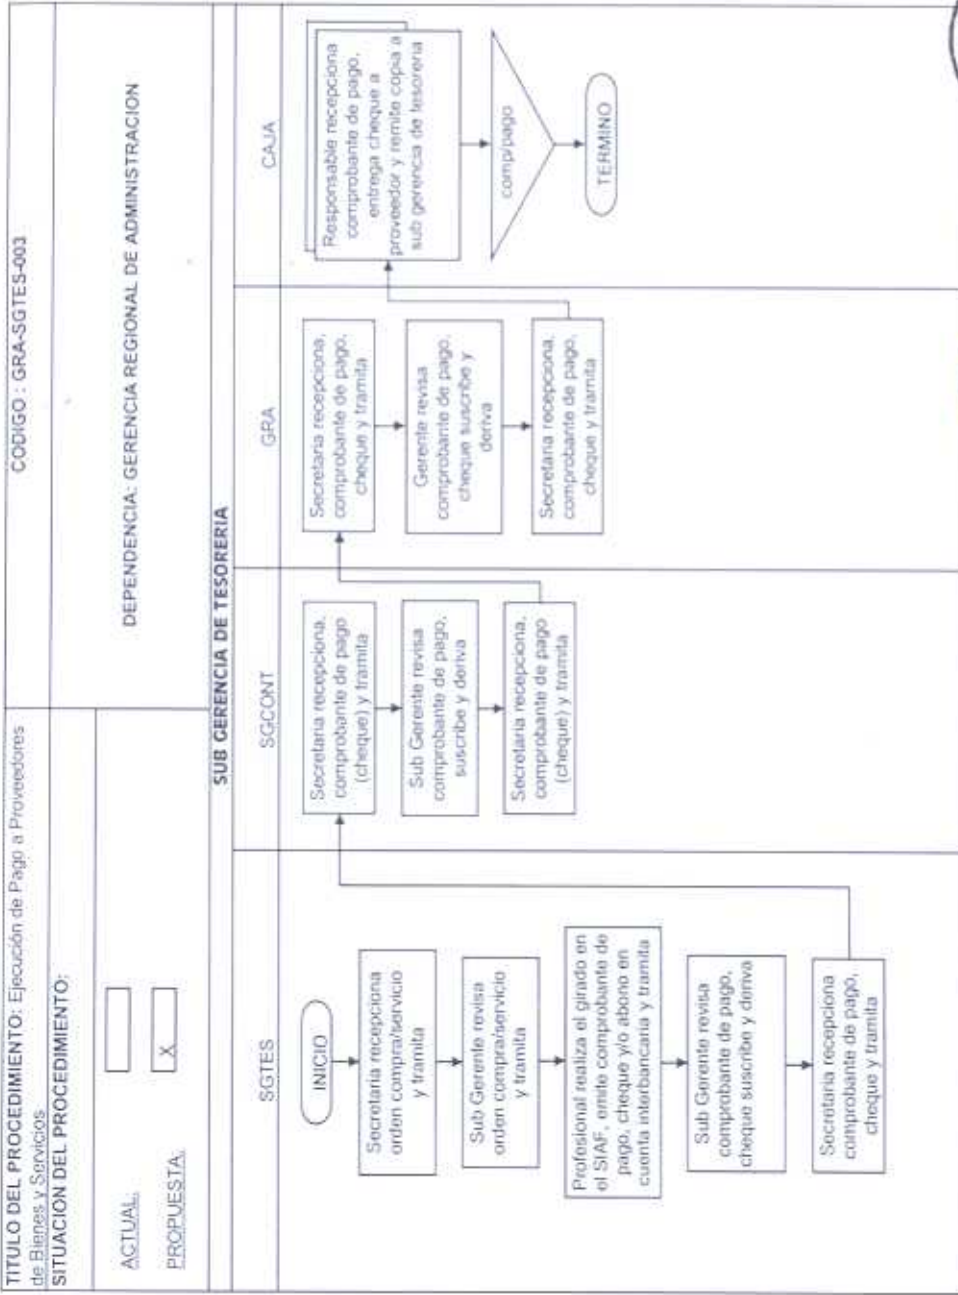 TITULO DEL PROCEDIMIENTO: Ejecución de Pago a Proveedores
de Bienes y Servicios
CODIGO : GRA-SGTES-003
SITUACION DEL PROCEDIMIENTO:
ACTUAL:
PROPUESTA:
X
DEPENDENCIA: GERENCIA REGIONAL DE ADMINISTRACION
SUB GERENCIA DE TESORERIA
SGTES
SGCONT
GRA
CAJA
INICIO
Secretaria recepciona
orden compra/servicio
y tramita
Sub Gerente revisa
orden compra/servicio
y tramita
Profesional realiza el girado en
el SIAF, emite comprobante de
pago, cheque y/o abono en
cuenta interbancaria y tramita
Sub Gerente revisa
comprobante de pago,
cheque suscribe y deriva
Secretaria recepciona
comprobante de pago,
cheque y tramita
Secretaria recepciona,
comprobante de pago
(cheque) y tramita
Sub Gerente revisa
comprobante de pago,
suscribe y deriva
Secretaria recepciona,
comprobante de pago
(cheque) y tramita
Secretaria recepciona,
comprobante de pago,
cheque y tramita
Gerente revisa
comprobante de pago,
cheque suscribe y
deriva
Secretaria recepciona,
comprobante de pago,
cheque y tramita
Responsable recepciona
comprobante de pago,
entrega cheque a
proveedor y remite copia a
sub gerencia de tesoreria
comp/pago
TERMINO